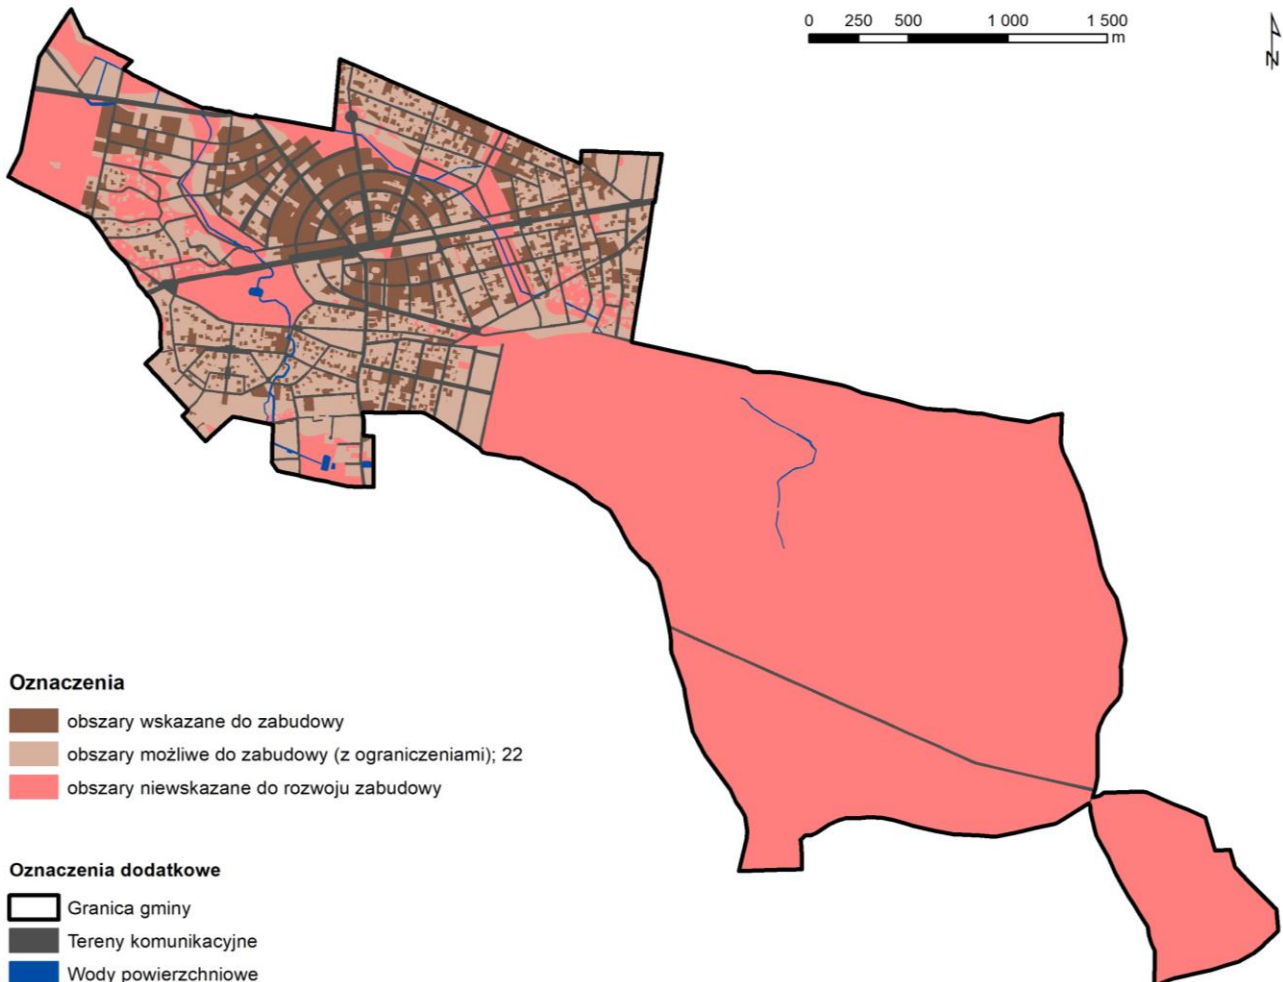 0 250 500 1 000 1 500
m
N
Oznaczenia
obszary wskazane do zabudowy
obszary możliwe do zabudowy (z ograniczeniami); 22
obszary niewskazane do rozwoju zabudowy
Oznaczenia dodatkowe
Granica gminy
Tereny komunikacyjne
Wody powierzchniowe